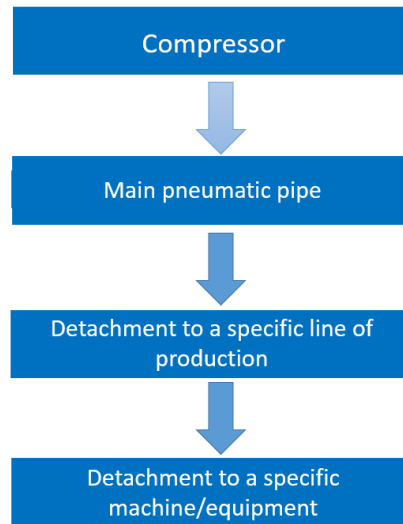 Compressor
Main pneumatic pipe
Detachment to a specific line of
production
Detachment to a specific
machine/equipment